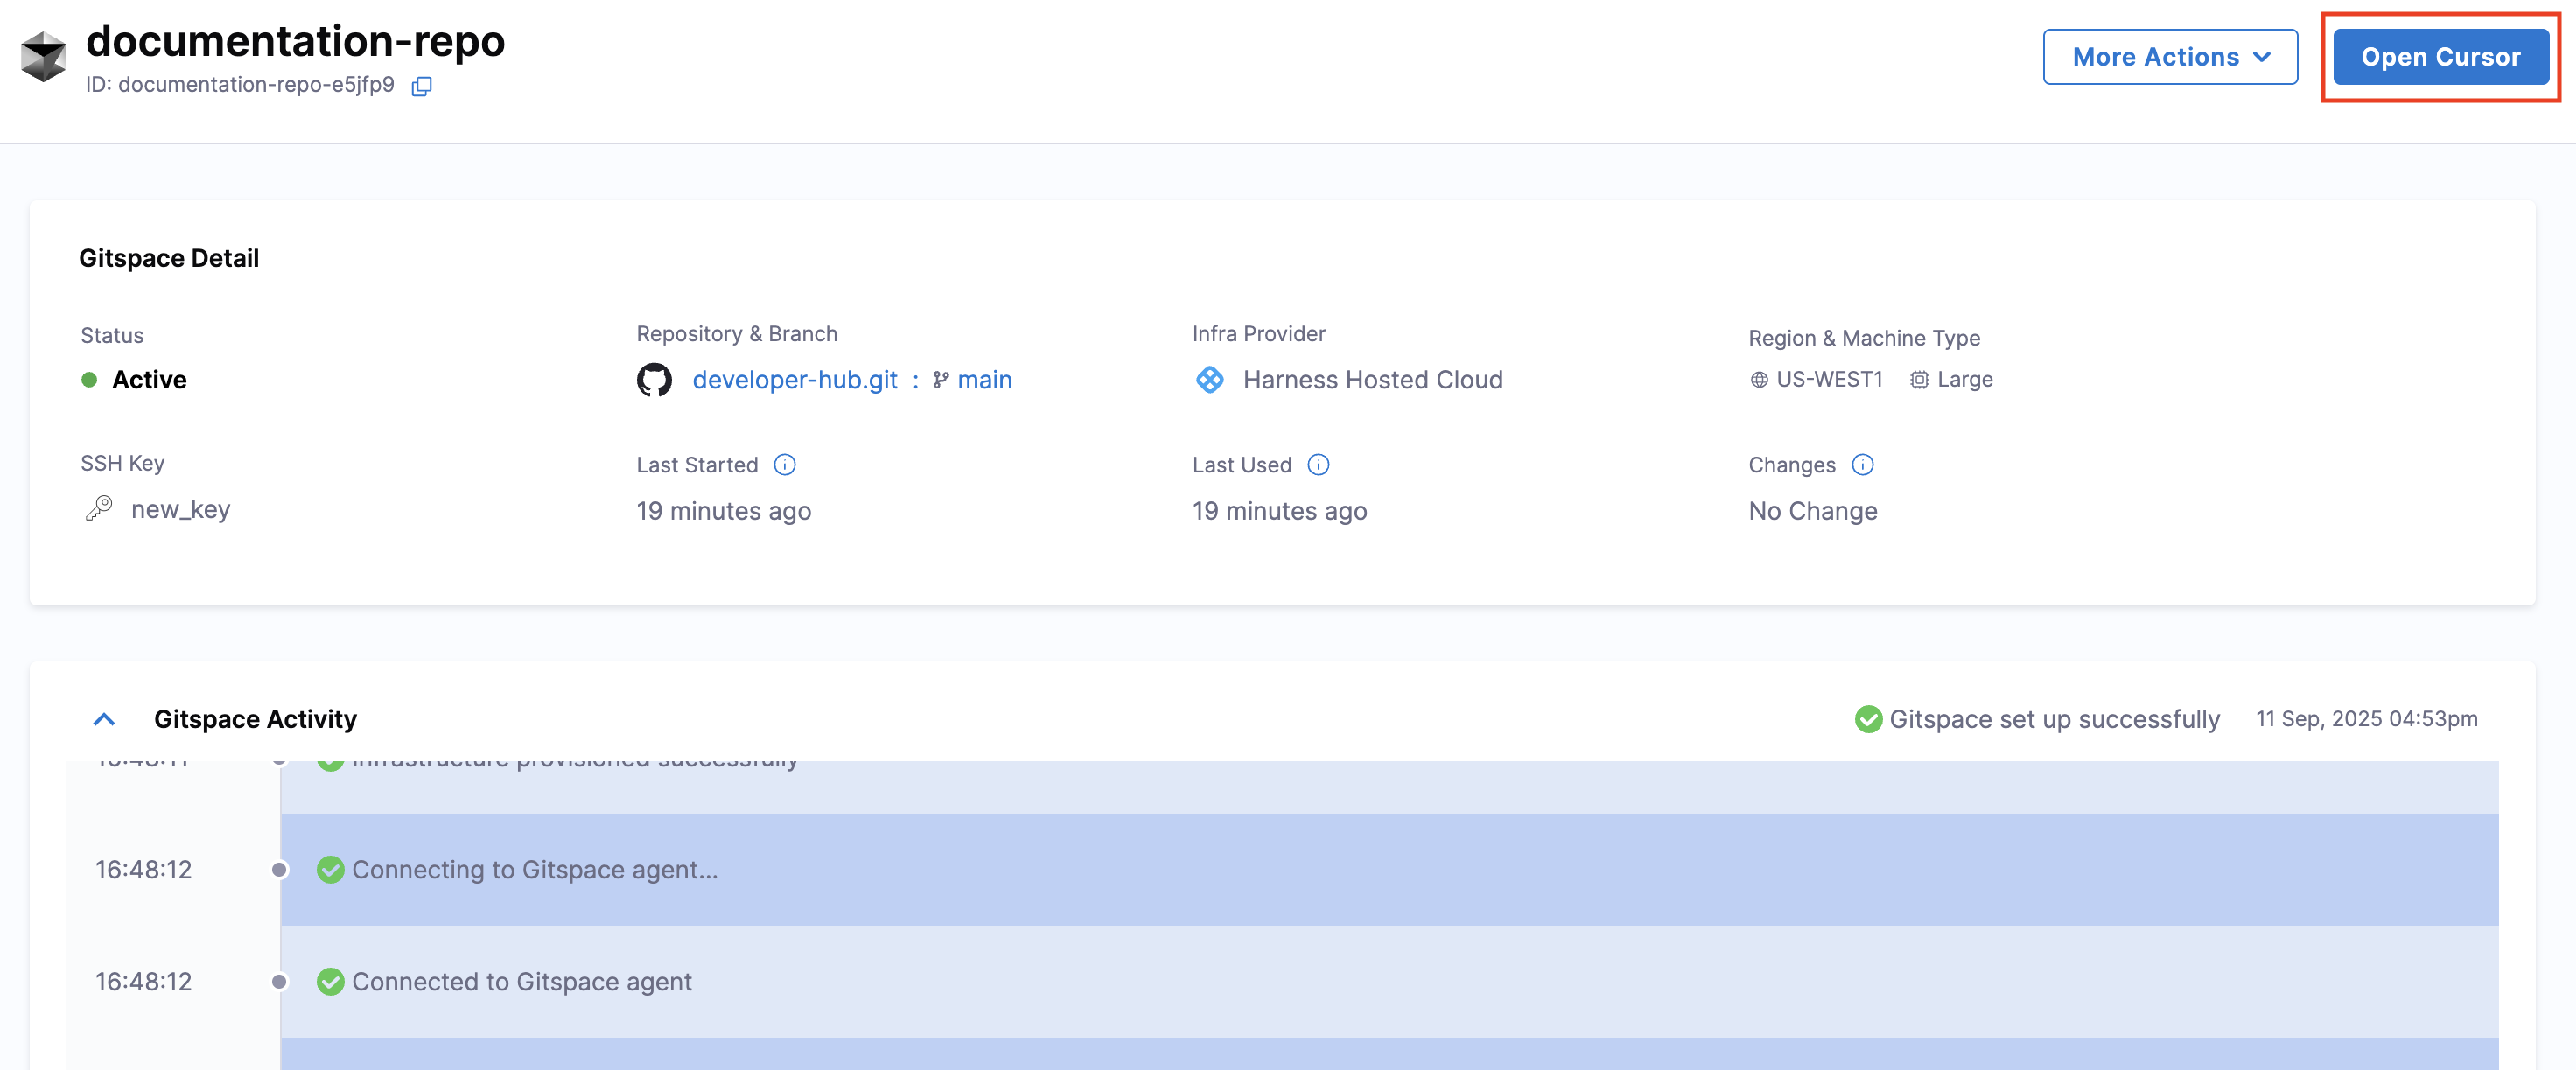 documentation-repo
ID: documentation-repo-e5jfp9
More Actions
Open Cursor
Gitspace Detail
Status
Active
Repository & Branch
developer-hub.git : main
Infra Provider
Harness Hosted Cloud
Region & Machine Type
US-WEST1 Large
SSH Key
new_key
Last Started
19 minutes ago
Last Used
19 minutes ago
Changes
No Change
Gitspace Activity
Gitspace set up successfully 11 Sep, 2025 04:53pm
Infrastructure provisioned successfully
16:48:12 Connecting to Gitspace agent...
16:48:12 Connected to Gitspace agent